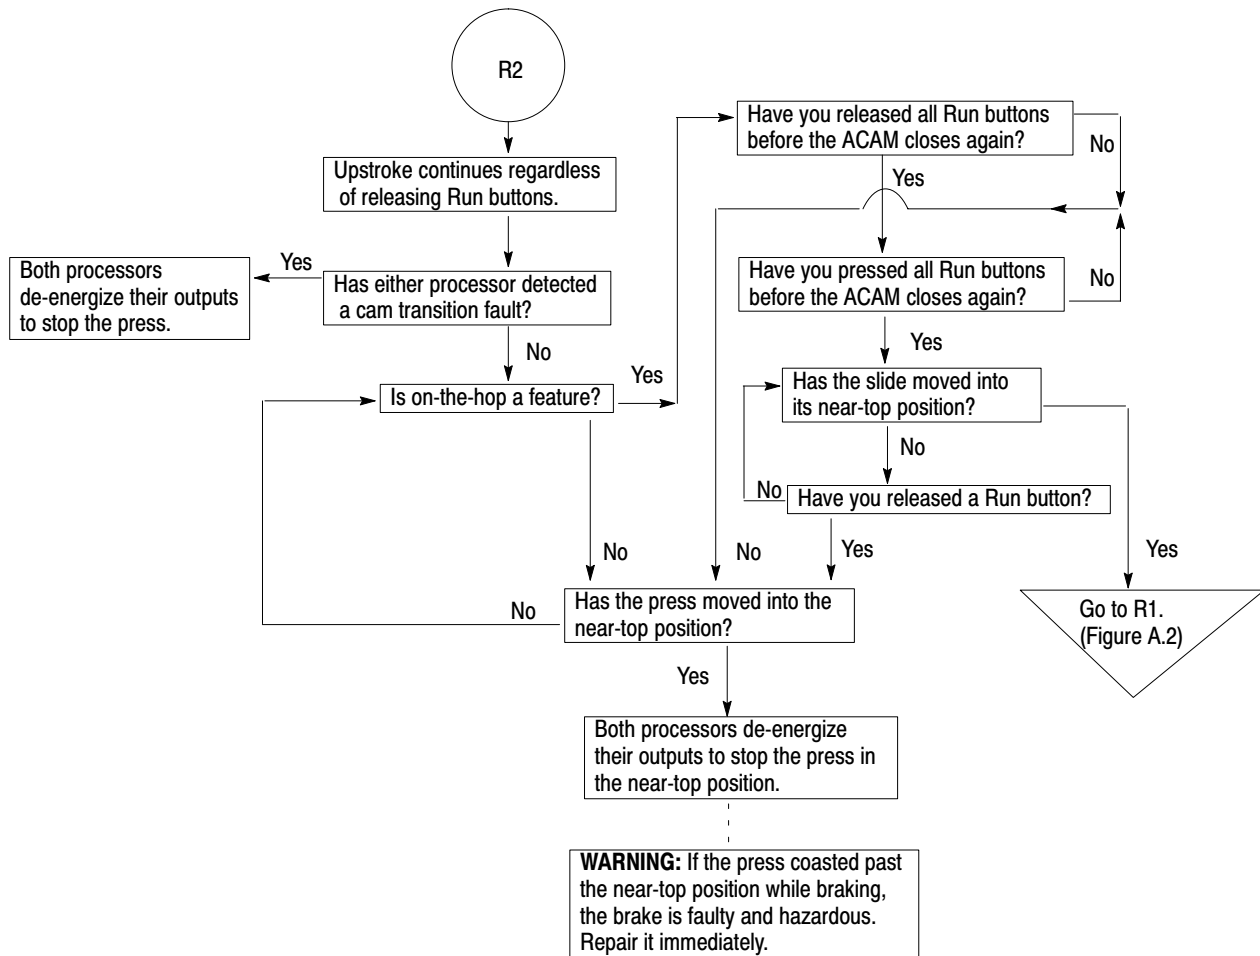 R2
Upstroke continues regardless
of releasing Run buttons.
Has either processor detected
a cam transition fault?
Yes
Both processors
de-energize their outputs
to stop the press.
No
Is on-the-hop a feature?
Yes
No
Have you released all Run buttons
before the ACAM closes again?
No
Yes
Have you pressed all Run buttons
before the ACAM closes again?
No
Yes
Has the slide moved into
its near-top position?
No
Have you released a Run button?
No
Yes
No
Yes
Go to R1.
(Figure A.2)
Has the press moved into the
near-top position?
No
Yes
Both processors de-energize
their outputs to stop the press in
the near-top position.
WARNING: If the press coasted past
the near-top position while braking,
the brake is faulty and hazardous.
Repair it immediately.